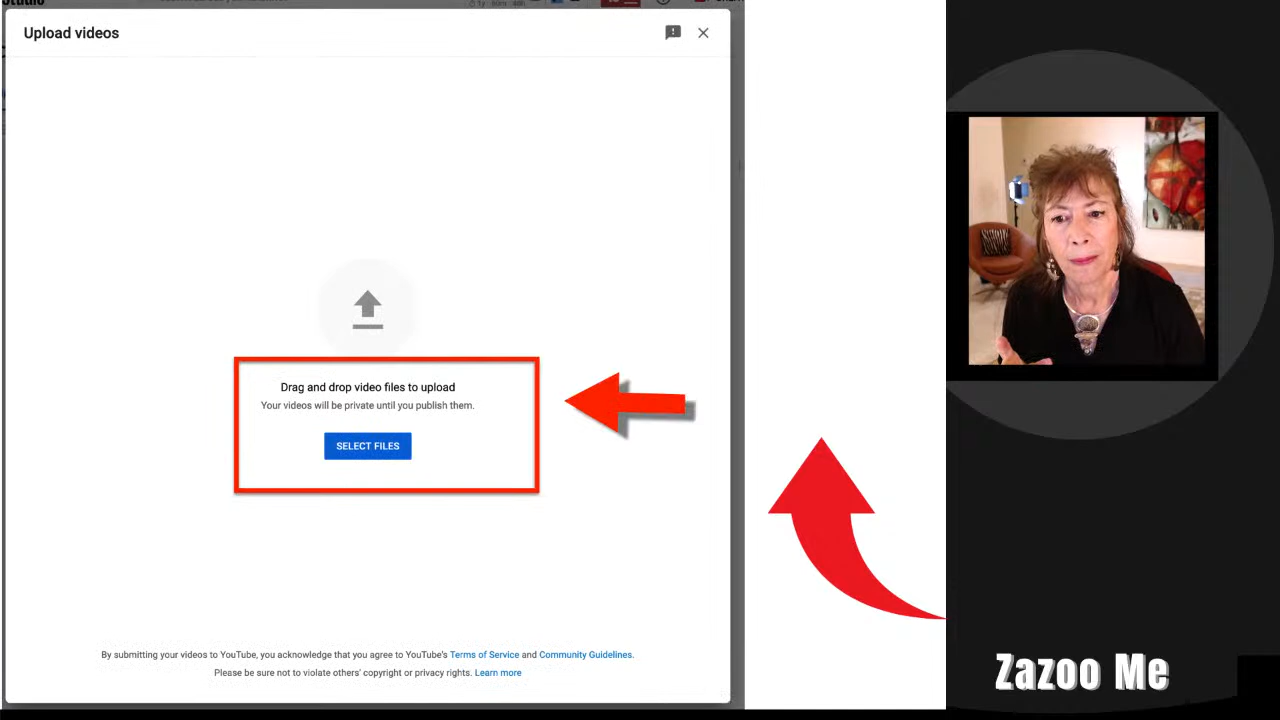 Upload videos
Drag and drop video files to upload
Your videos will be private until you publish them.
SELECT FILES
By submitting your videos to YouTube, you acknowledge that you agree to YouTube's Terms of Service and Community Guidelines.
Please be sure not to violate others' copyright or privacy rights. Learn more
Zazoo Me